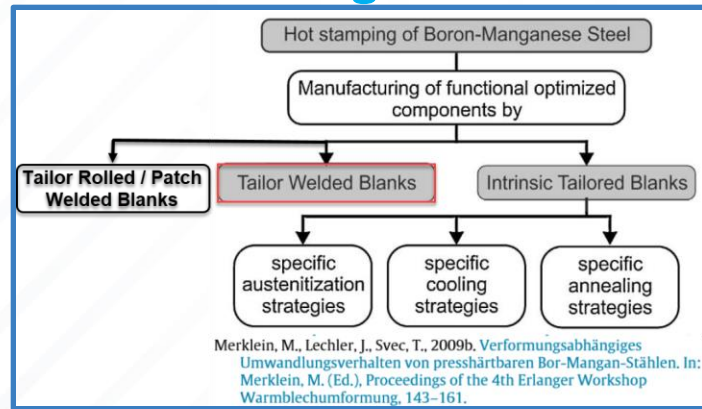 Hot stamping of Boron-Manganese Steel
Manufacturing of functional optimized
components by
Tailor Rolled / Patch
Welded Blanks
Tailor Welded Blanks
Intrinsic Tailored Blanks
specific
austenitization
strategies
specific
cooling
strategies
specific
annealing
strategies
Merklein, M., Lechler, J., Svec, T., 2009b. Verformungsabhängiges
Umwandlungsverhalten von presshärtbaren Bor-Mangan-Stählen. In:
Merklein, M. (Ed.), Proceedings of the 4th Erlanger Workshop
Warmblechumformung, 143–161.